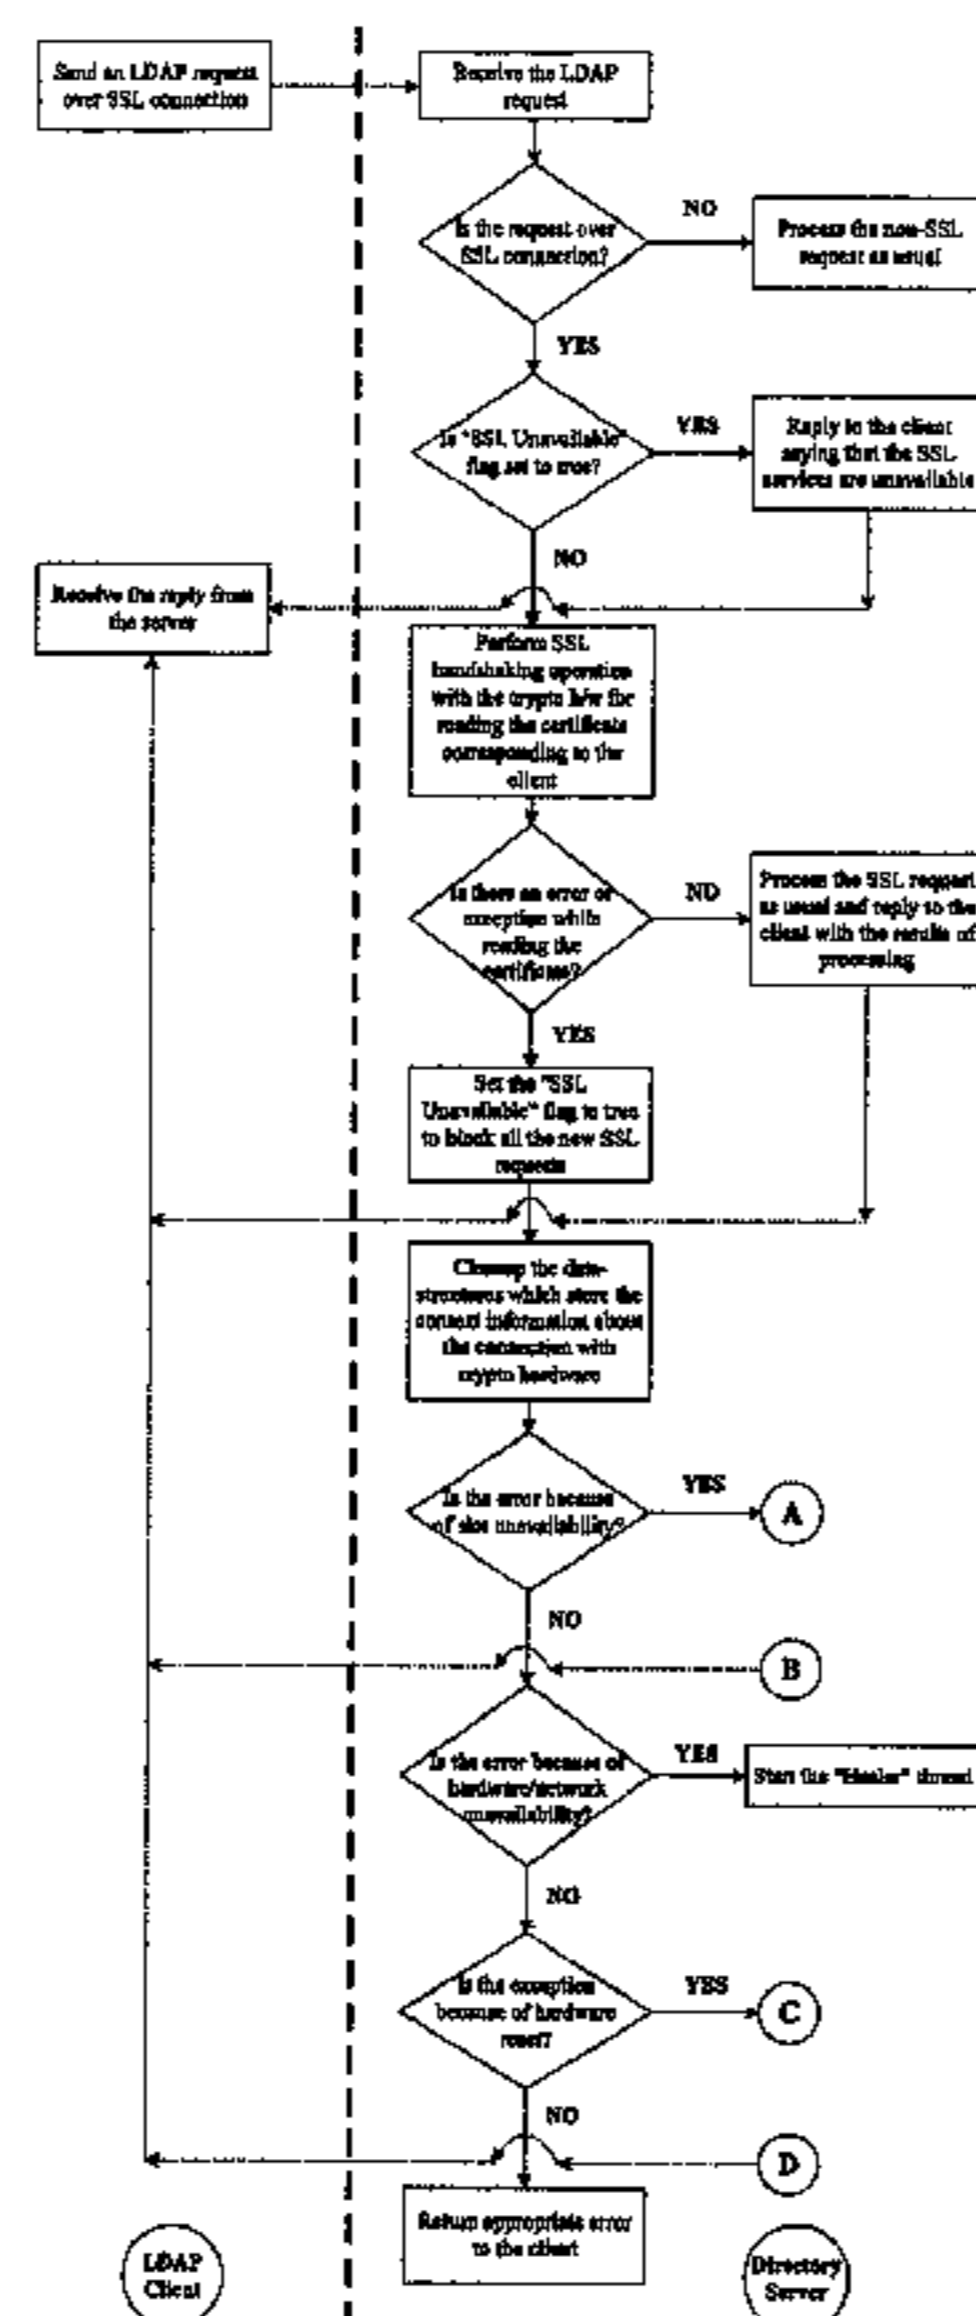 Send an LDAP request
over SSL connection
Receive the LDAP
request
Is the request over
SSL connection?
NO
Process the non-SSL
request as usual
YES
Is "SSL Unavailable"
flag set to true?
YES
Reply to the client
saying that the SSL
services are unavailable
NO
Receive the reply from
the server
Perform SSL
handshaking operation
with the crypto h/w for
reading the certificate
corresponding to the
client
Is there an error or
exception while
reading the
certificate?
NO
Process the SSL request
as usual and reply to the
client with the results of
processing
YES
Set the "SSL
Unavailable" flag to true
to block all the new SSL
requests
Cleanup the data-
structures which store the
context information about
the connection with
crypto hardware
Is the error because
of slot unavailability?
YES
A
NO
B
Is the error because of
hardware/network
unavailability?
YES
Start the "Healer" thread
NO
Is the exception
because of hardware
reset?
YES
C
NO
D
Return appropriate error
to the client
LDAP
Client
Directory
Server